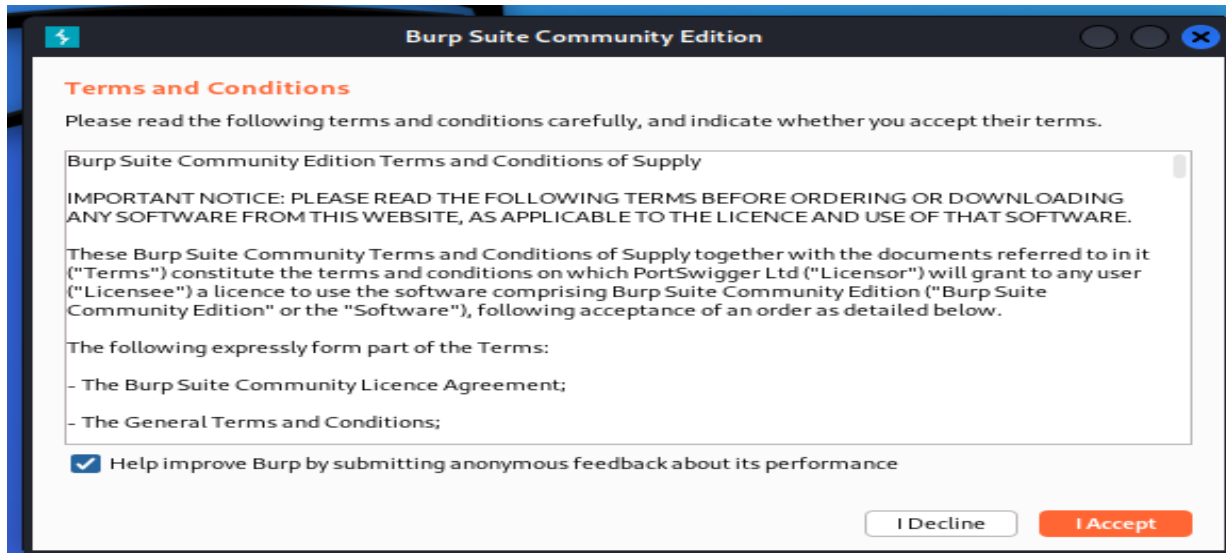 Burp Suite Community Edition
Terms and Conditions
Please read the following terms and conditions carefully, and indicate whether you accept their terms.
Burp Suite Community Edition Terms and Conditions of Supply
IMPORTANT NOTICE: PLEASE READ THE FOLLOWING TERMS BEFORE ORDERING OR DOWNLOADING
ANY SOFTWARE FROM THIS WEBSITE, AS APPLICABLE TO THE LICENCE AND USE OF THAT SOFTWARE.
These Burp Suite Community Terms and Conditions of Supply together with the documents referred to in it
("Terms") constitute the terms and conditions on which PortSwigger Ltd ("Licensor") will grant to any user
("Licensee") a licence to use the software comprising Burp Suite Community Edition ("Burp Suite
Community Edition" or the "Software"), following acceptance of an order as detailed below.
The following expressly form part of the Terms:
- The Burp Suite Community Licence Agreement;
- The General Terms and Conditions;
Help improve Burp by submitting anonymous feedback about its performance
I Decline
I Accept